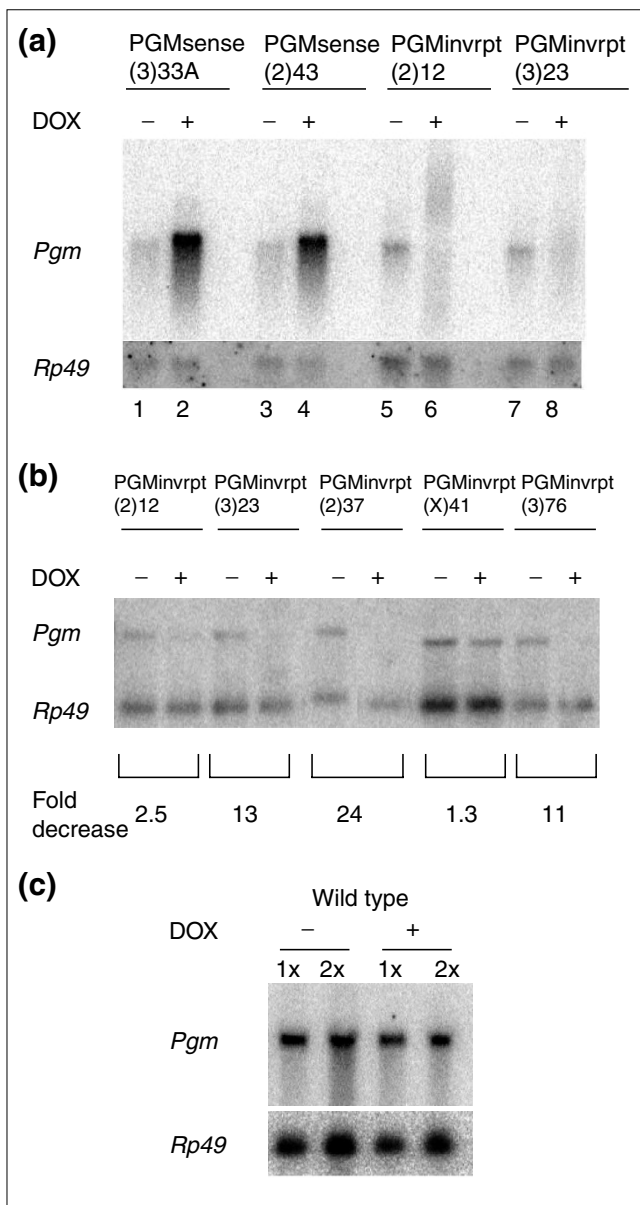 (a)
PGMsense PGMsense PGMinvrpt PGMinvrpt
(3)33A (2)43 (2)12 (3)23
DOX – + – + – + – +
Pgm
Rp49
1 2 3 4 5 6 7 8
(b)
PGMinvrpt PGMinvrpt PGMinvrpt PGMinvrpt PGMinvrpt
(2)12 (3)23 (2)37 (X)41 (3)76
DOX – + – + – + – + – +
Pgm
Rp49
Fold
decrease 2.5 13 24 1.3 11
(c)
Wild type
DOX – +
1x 2x 1x 2x
Pgm
Rp49